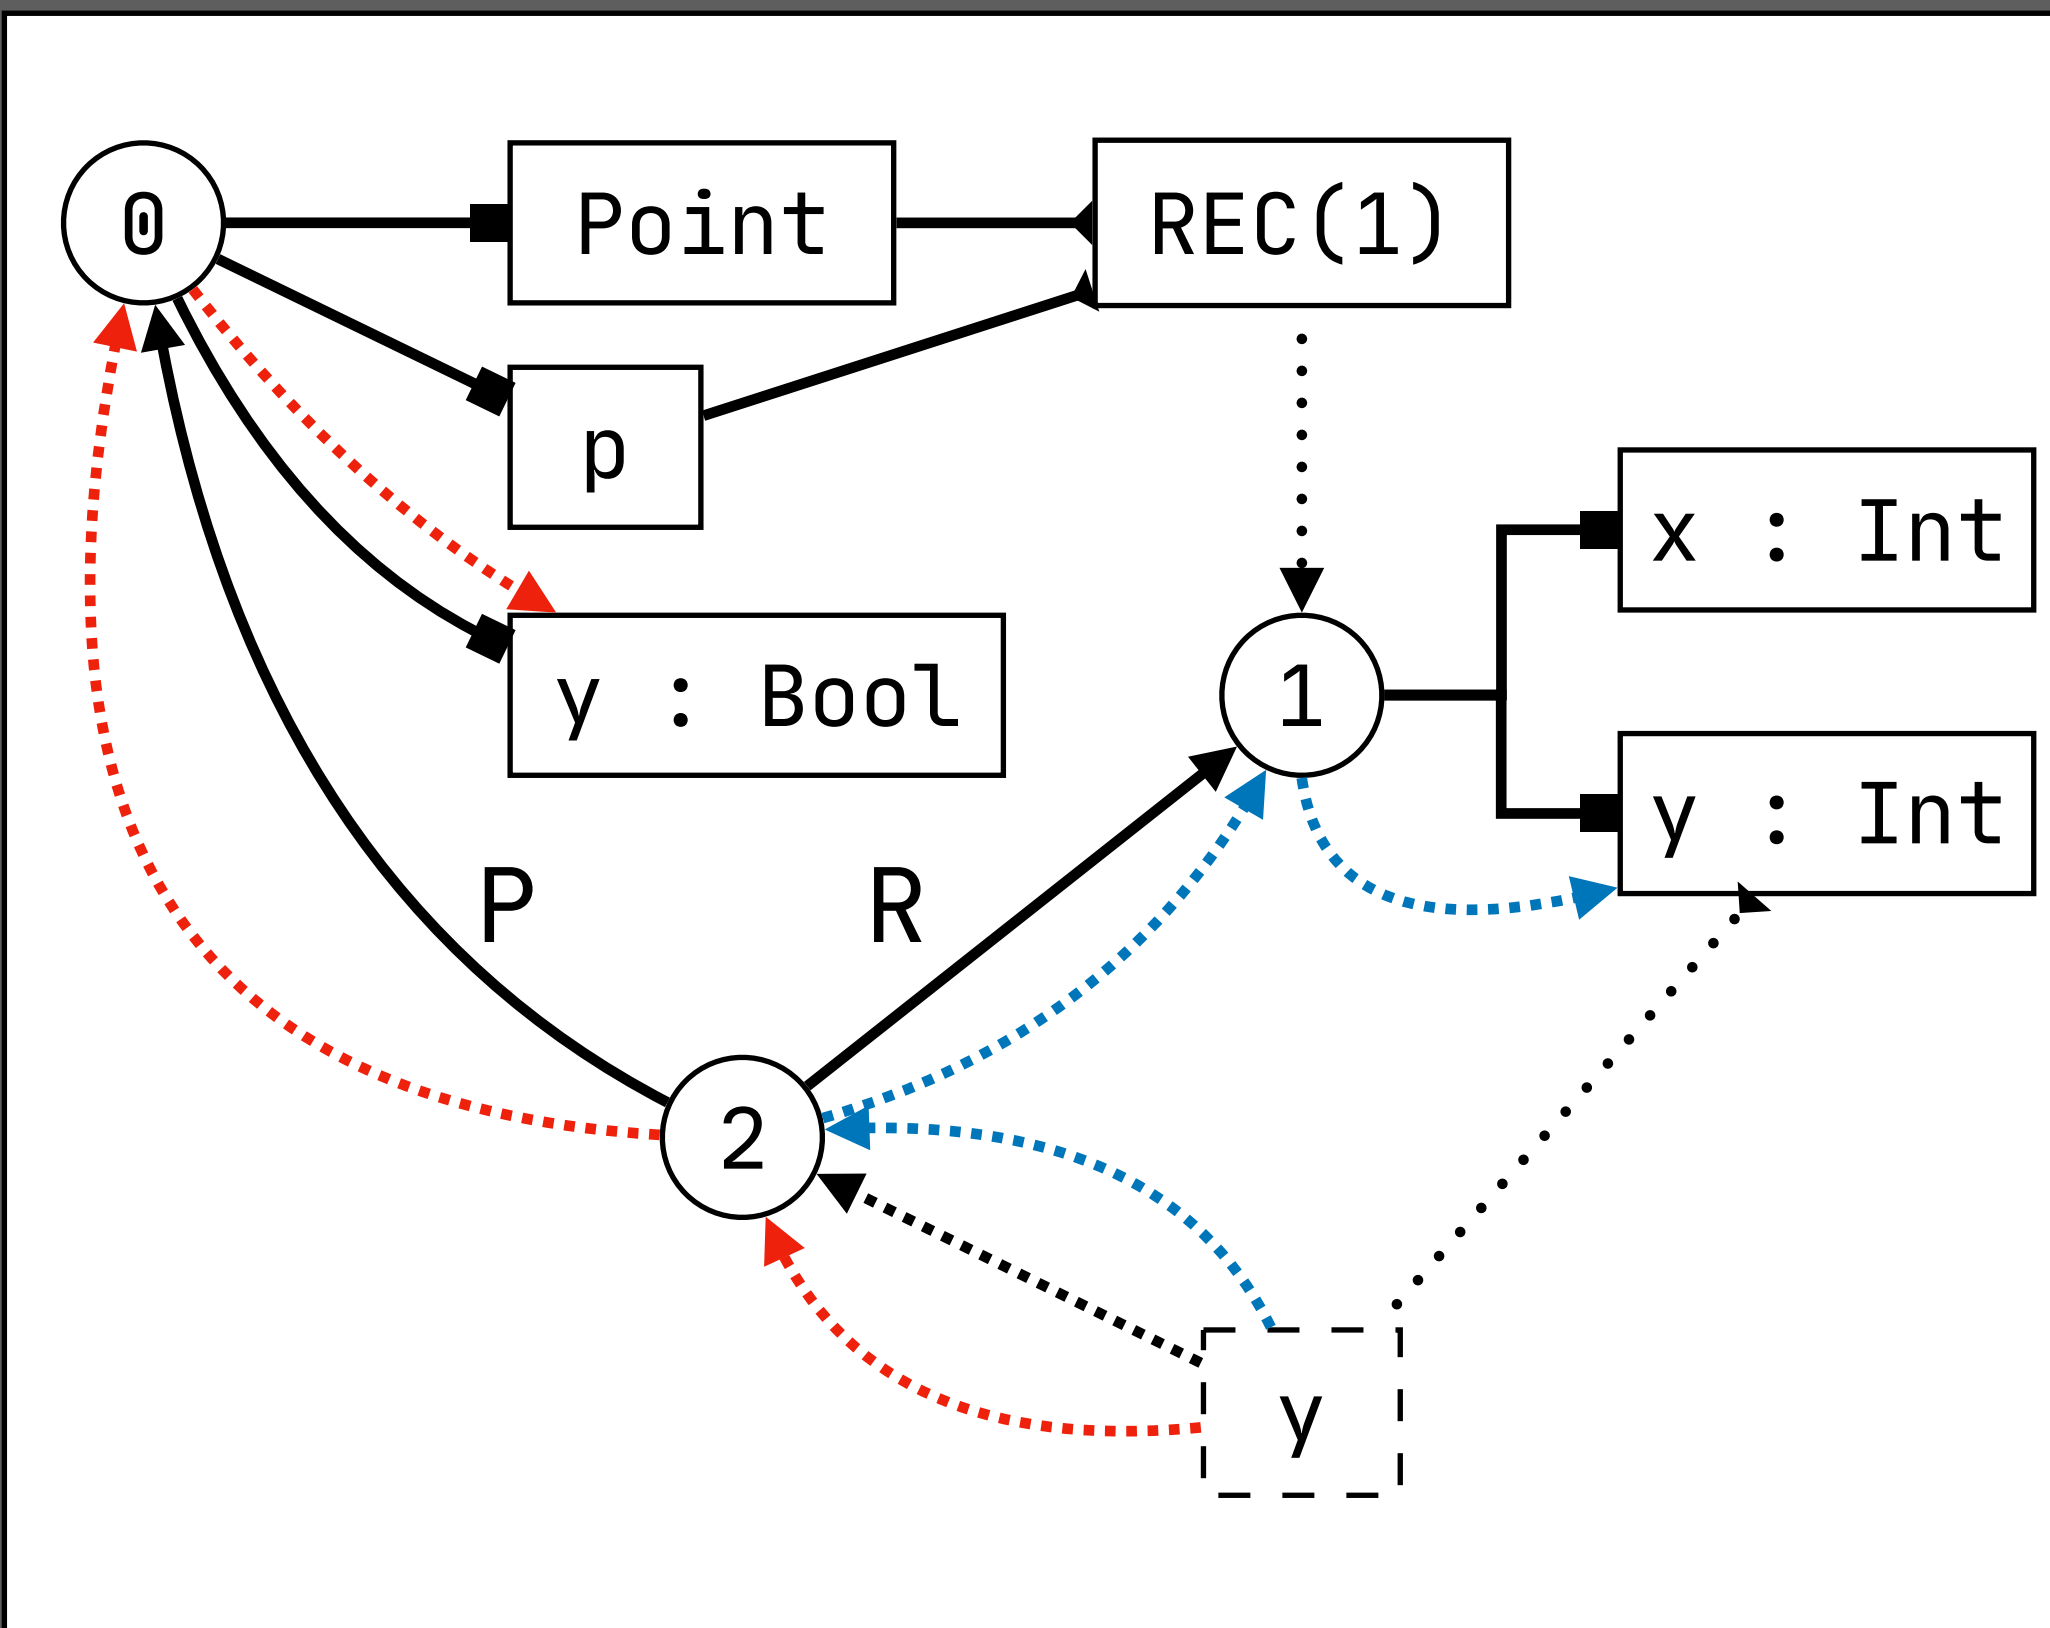 0
Point
REC(1)
p
x : Int
y : Bool
1
y : Int
P
R
2
y